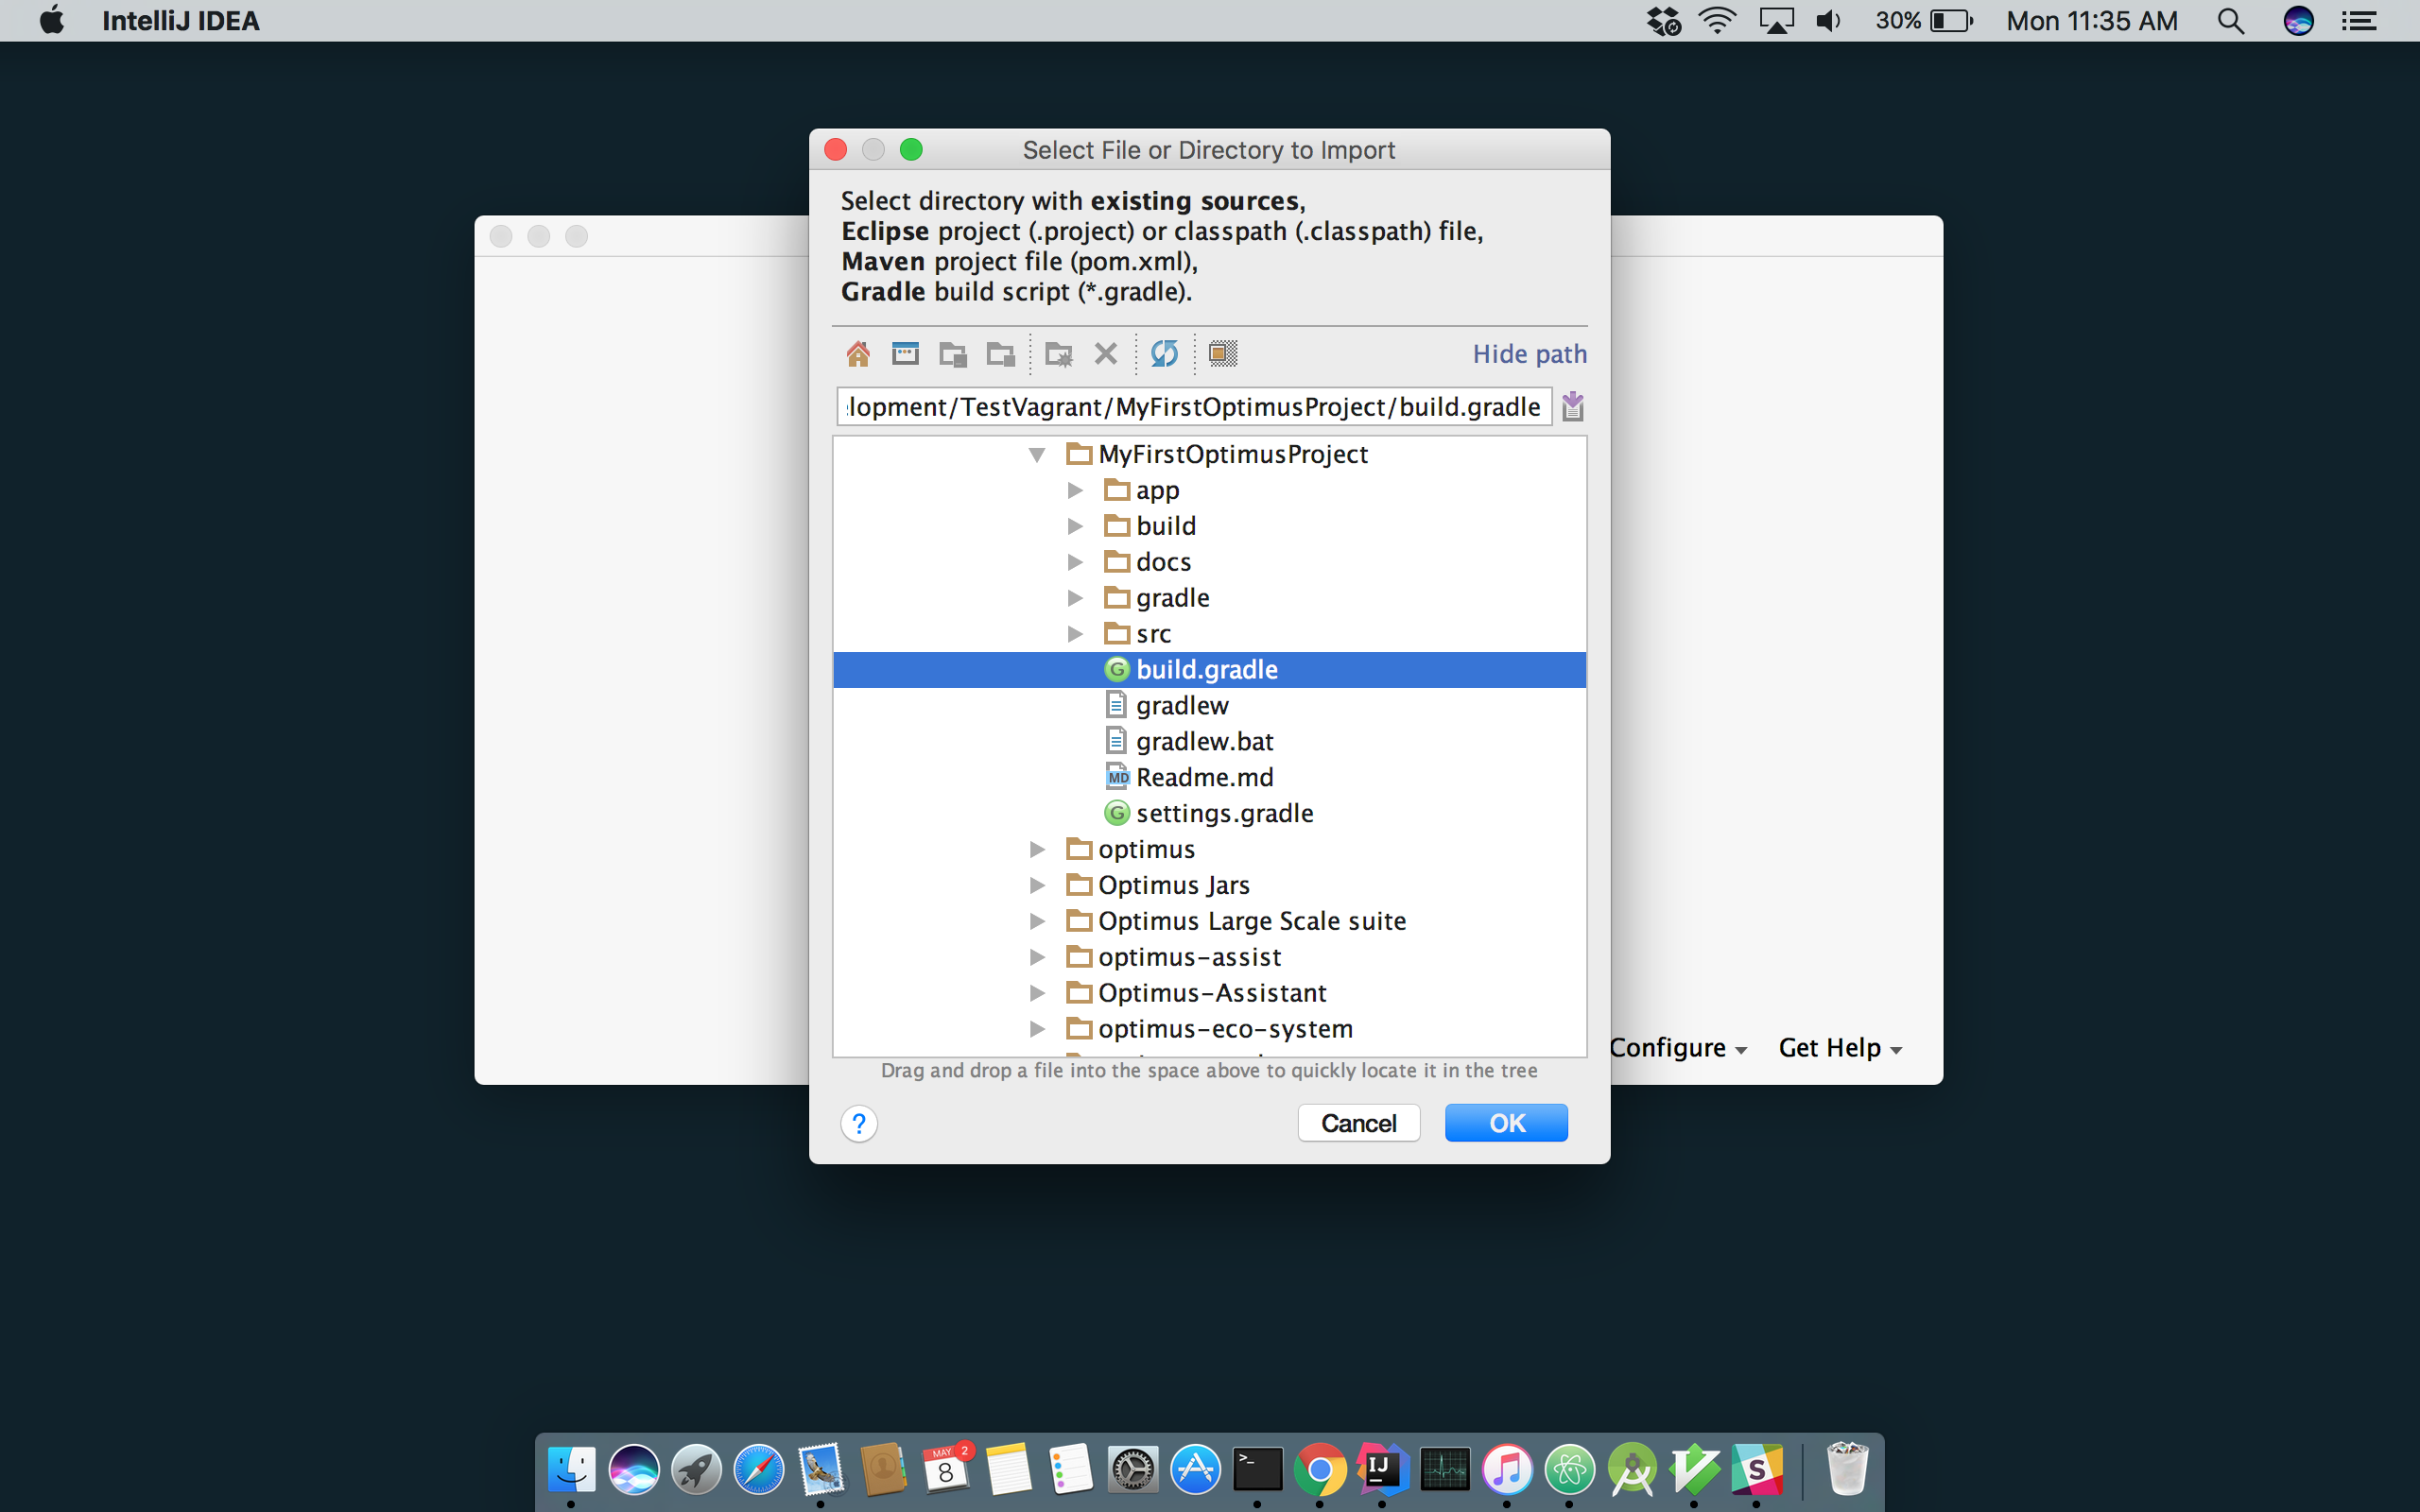 IntelliJ IDEA
30%
Mon 11:35 AM
Select File or Directory to Import
Select directory with existing sources,
Eclipse project (.project) or classpath (.classpath) file,
Maven project file (pom.xml),
Gradle build script (*.gradle).
Hide path
lopment/TestVagrant/MyFirstOptimusProject/build.gradle
MyFirstOptimusProject
app
build
docs
gradle
src
G build.gradle
gradlew
gradlew.bat
MD Readme.md
G settings.gradle
optimus
Optimus Jars
Optimus Large Scale suite
optimus-assist
Optimus-Assistant
optimus-eco-system
Configure
Get Help
Drag and drop a file into the space above to quickly locate it in the tree
?
Cancel
OK
MAY
2
8
>_
IJ
S